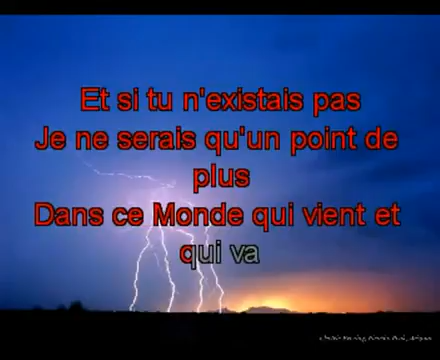 Et si tu n'existais pas
Je ne serais qu'un point de
plus
Dans ce Monde qui vient et
qui va